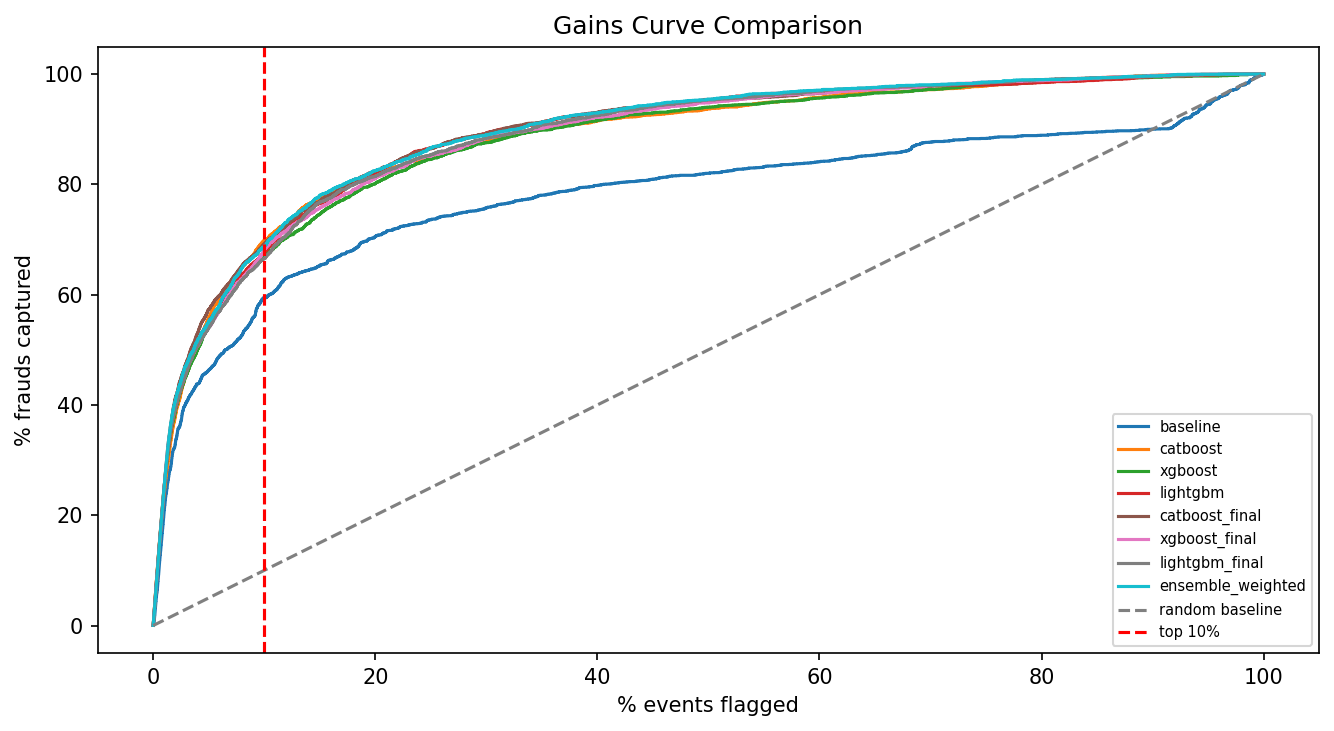 Gains Curve Comparison
100
80
60
40
20
0
% frauds captured
0 20 40 60 80 100
% events flagged
baseline
catboost
xgboost
lightgbm
catboost_final
xgboost_final
lightgbm_final
ensemble_weighted
random baseline
top 10%